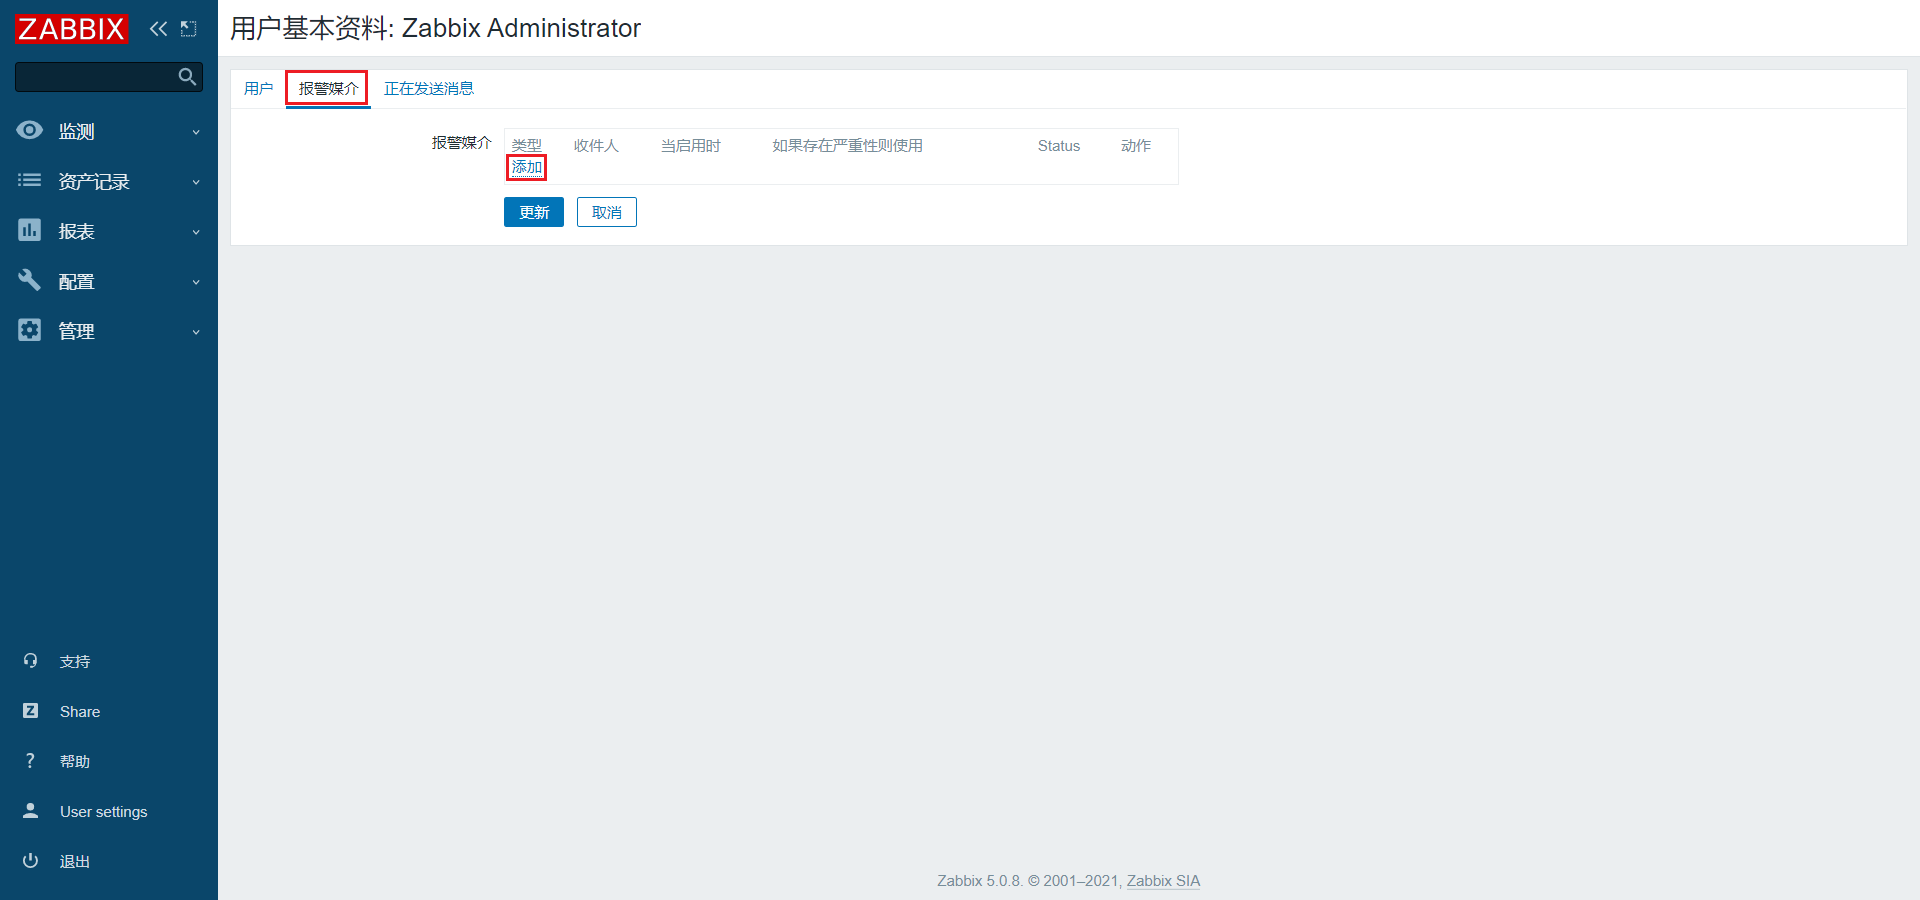 ZABBIX
监测
资产记录
报表
配置
管理
支持
Share
帮助
User settings
退出
用户基本资料: Zabbix Administrator
用户 报警媒介 正在发送消息
报警媒介 类型 收件人 当启用时 如果存在严重性则使用 Status 动作
添加
更新 取消
Zabbix 5.0.8. © 2001–2021, Zabbix SIA